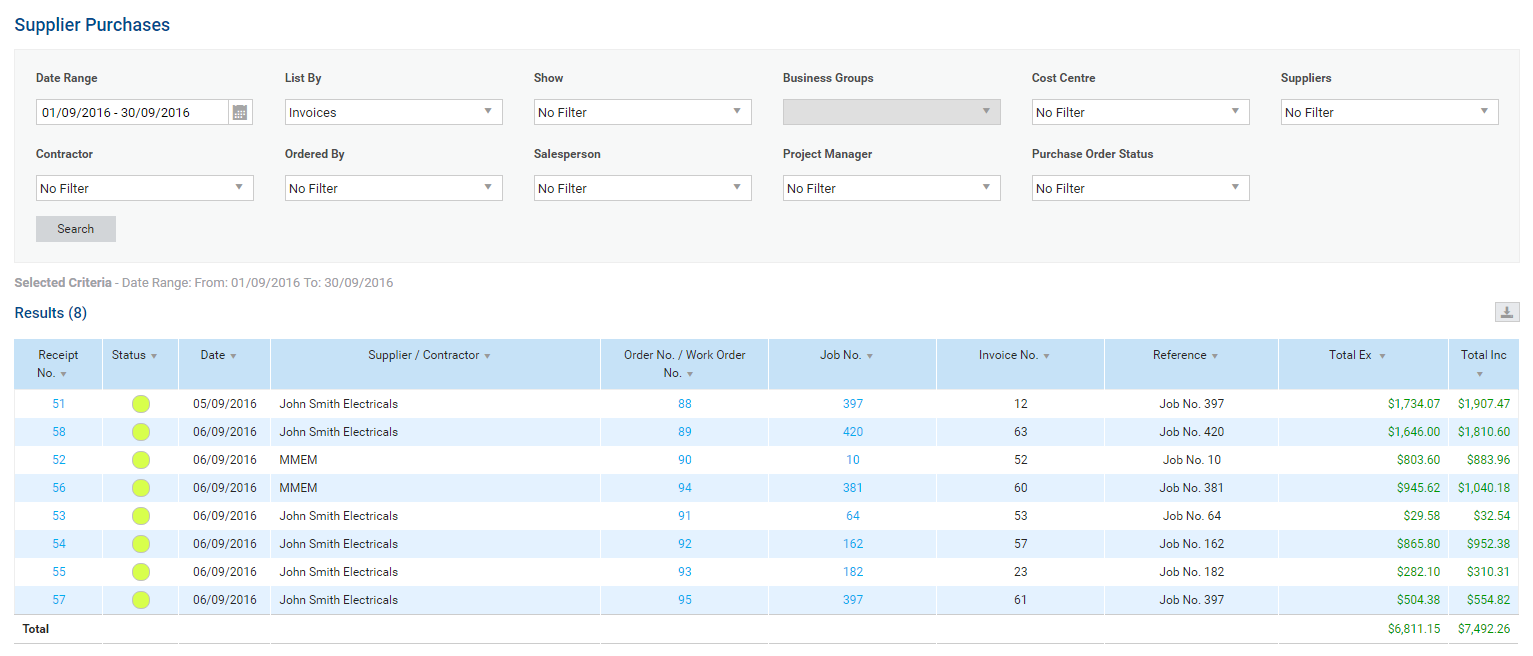 Supplier Purchases
Date Range List By Show Business Groups Cost Centre Suppliers
01/09/2016 - 30/09/2016 Invoices No Filter No Filter No Filter
Contractor Ordered By Salesperson Project Manager Purchase Order Status
No Filter No Filter No Filter No Filter No Filter
Search
Selected Criteria - Date Range: From: 01/09/2016 To: 30/09/2016
Results (8)
Receipt Status Date Supplier / Contractor Order No. / Work Order Job No. Invoice No. Reference Total Ex Total Inc
No. No.
51 05/09/2016 John Smith Electricals 88 397 12 Job No. 397 $1,734.07 $1,907.47
58 06/09/2016 John Smith Electricals 89 420 63 Job No. 420 $1,646.00 $1,810.60
52 06/09/2016 MMEM 90 10 52 Job No. 10 $803.60 $883.96
56 06/09/2016 MMEM 94 381 60 Job No. 381 $945.62 $1,040.18
53 06/09/2016 John Smith Electricals 91 64 53 Job No. 64 $29.58 $32.54
54 06/09/2016 John Smith Electricals 92 162 57 Job No. 162 $865.80 $952.38
55 06/09/2016 John Smith Electricals 93 182 23 Job No. 182 $282.10 $310.31
57 06/09/2016 John Smith Electricals 95 397 61 Job No. 397 $504.38 $554.82
Total $6,811.15 $7,492.26